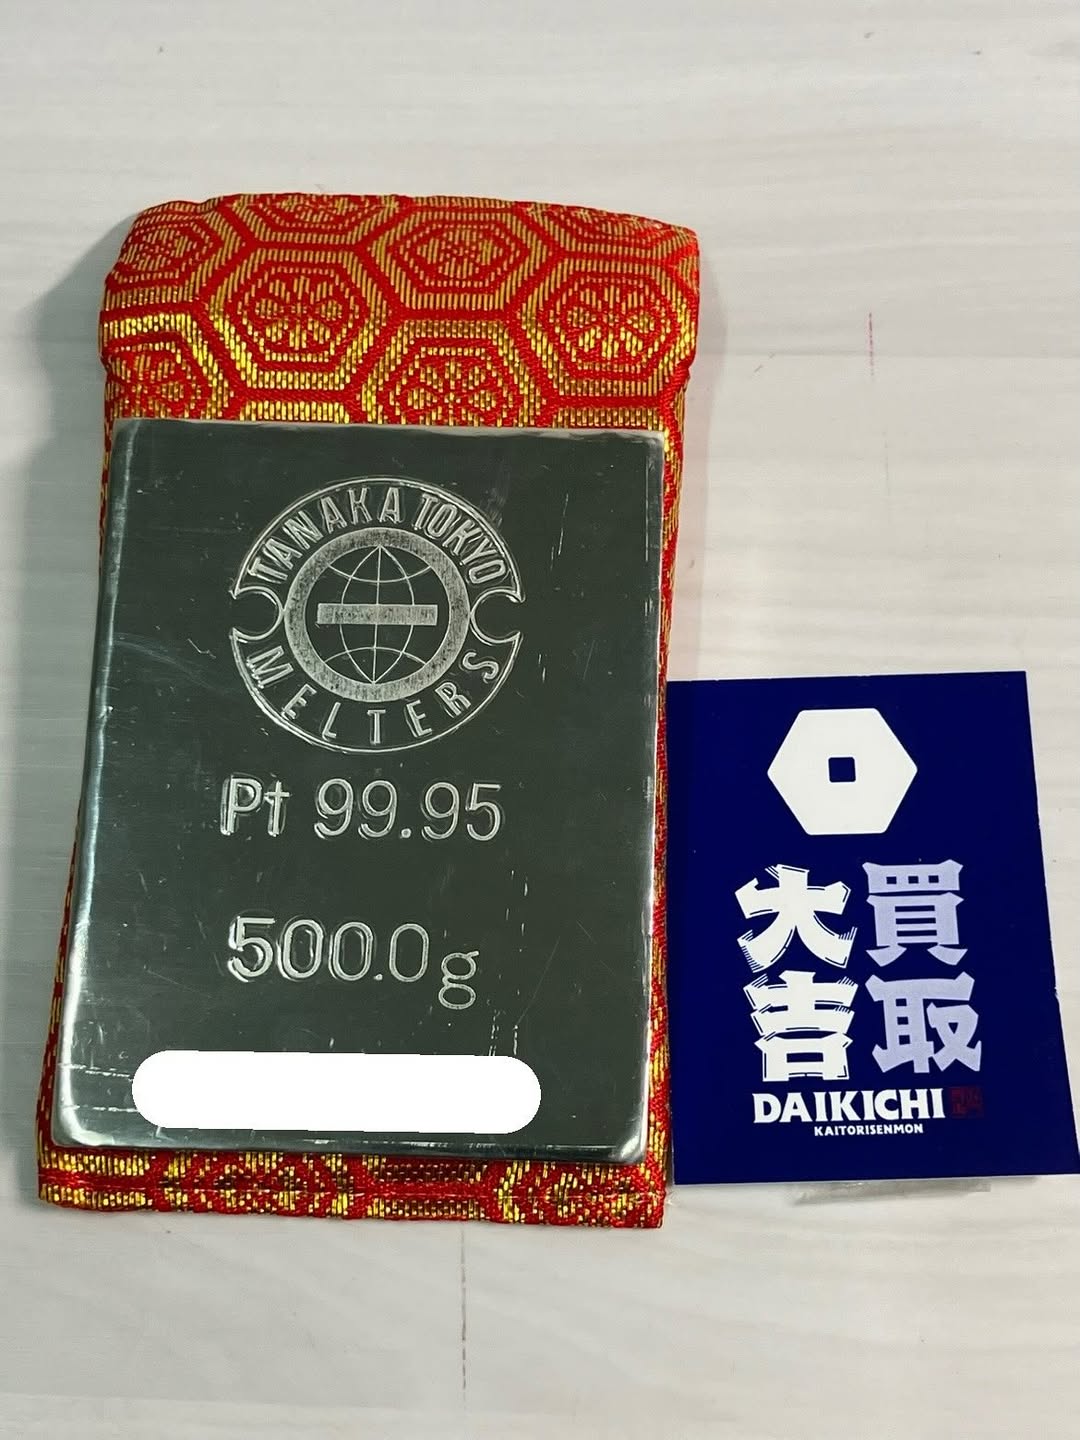 TANAKA TOKYO
MELTERS
Pt 99.95
500.0g
買取
大吉
DAIKICHI
KAITORISENMON